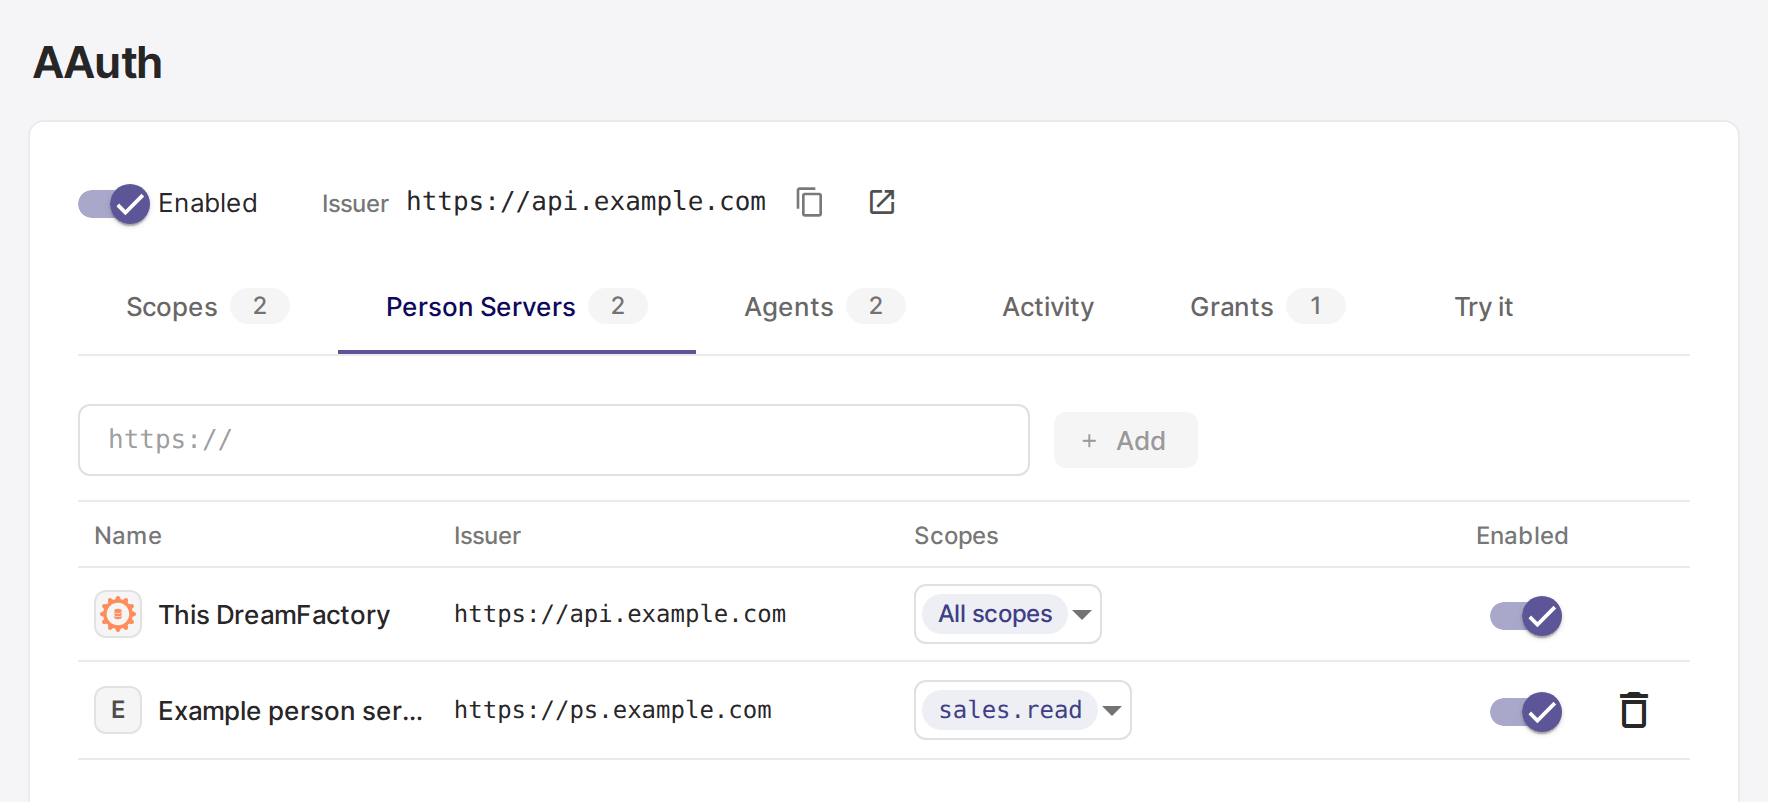 AAuth
Enabled Issuer https://api.example.com
Scopes 2 Person Servers 2 Agents 2 Activity Grants 1 Try it
https:// + Add
Name Issuer Scopes Enabled
This DreamFactory https://api.example.com All scopes
E Example person ser... https://ps.example.com sales.read